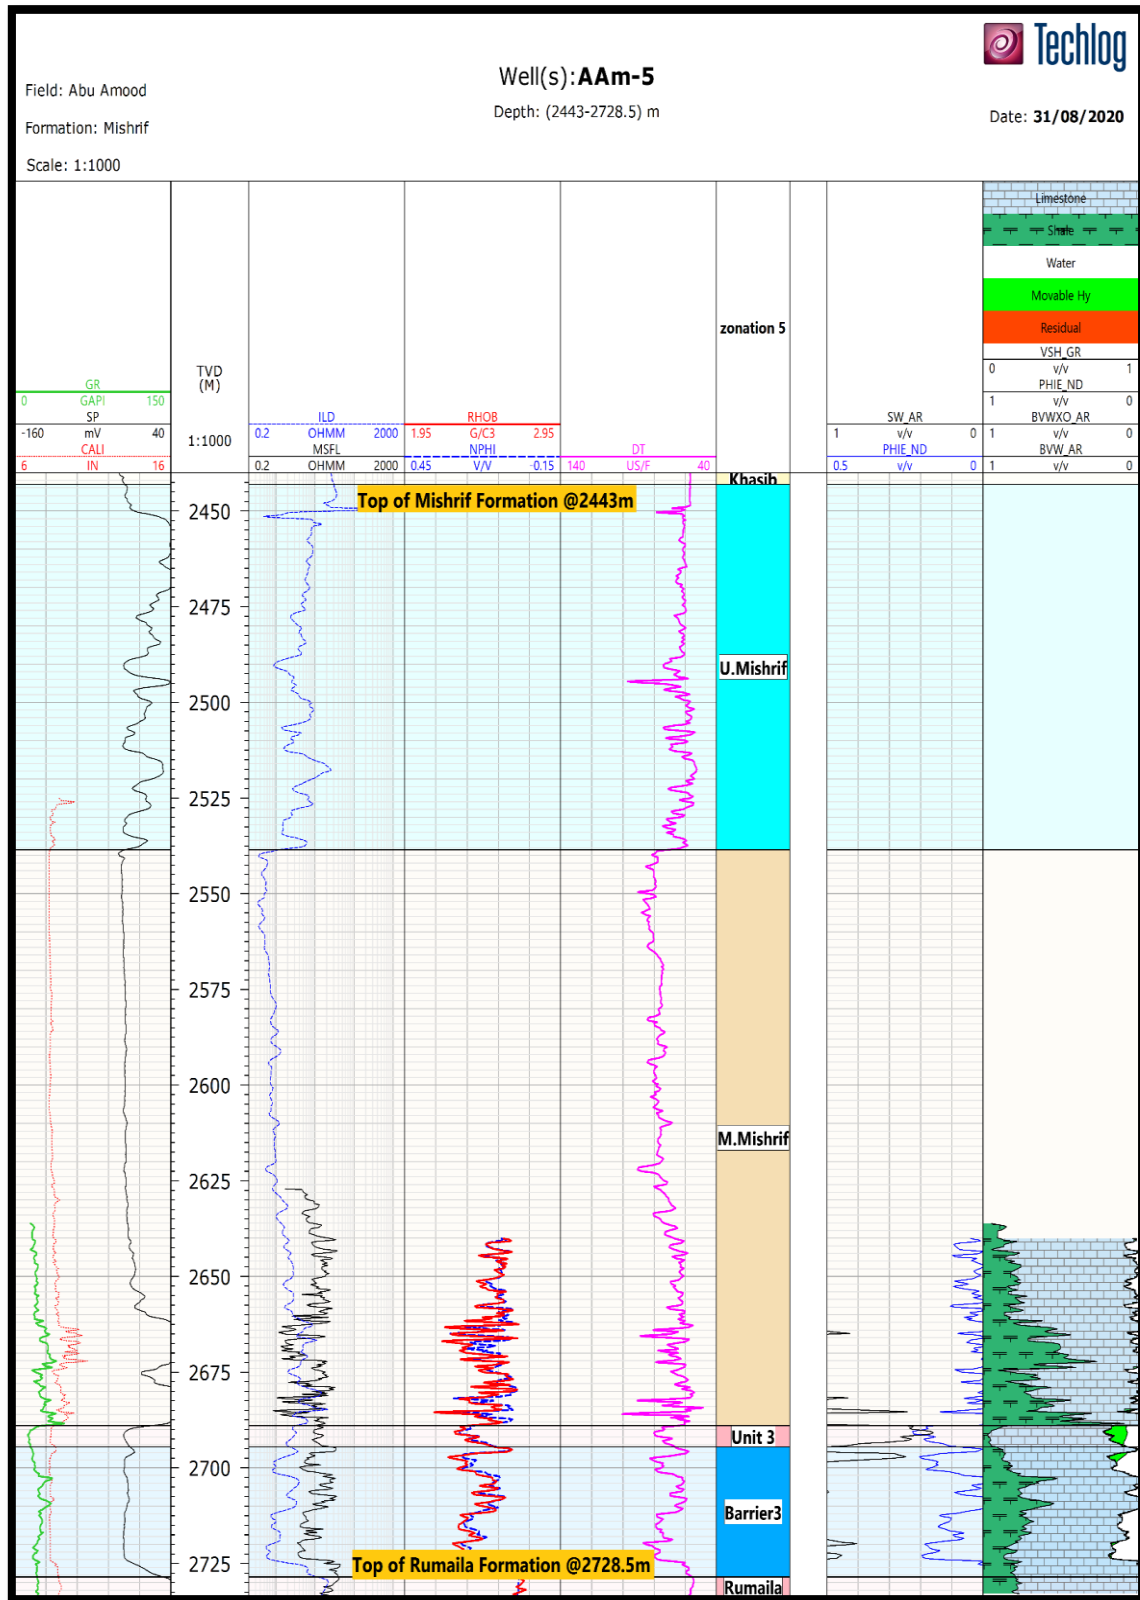 Techlog
Well(s):AAm-5
Field: Abu Amood
Depth: (2443-2728.5) m
Date: 31/08/2020
Formation: Mishrif
Scale: 1:1000
Limestone
Shale
Water
Movable Hy
Residual
zonation 5
VSH_GR
0 v/v 1
TVD
(M)
GR
0 GAPI 150
PHIE_ND
1 v/v 0
SP
-160 mV 40
ILD
0.2 OHMM 2000
RHOB
1.95 G/C3 2.95
SW_AR
1 v/v 0
BVWXO_AR
1 v/v 0
1:1000
CALI
6 IN 16
MSFL
0.2 OHMM 2000
NPHI
0.45 V/V -0.15
DT
140 US/F 40
PHIE_ND
0.5 v/v 0
BVW_AR
1 v/v 0
Khasib
Top of Mishrif Formation @2443m
2450
2475
U.Mishrif
2500
2525
2550
2575
2600
M.Mishrif
2625
2650
2675
Unit 3
2700
Barrier3
2725
Top of Rumaila Formation @2728.5m
Rumaila